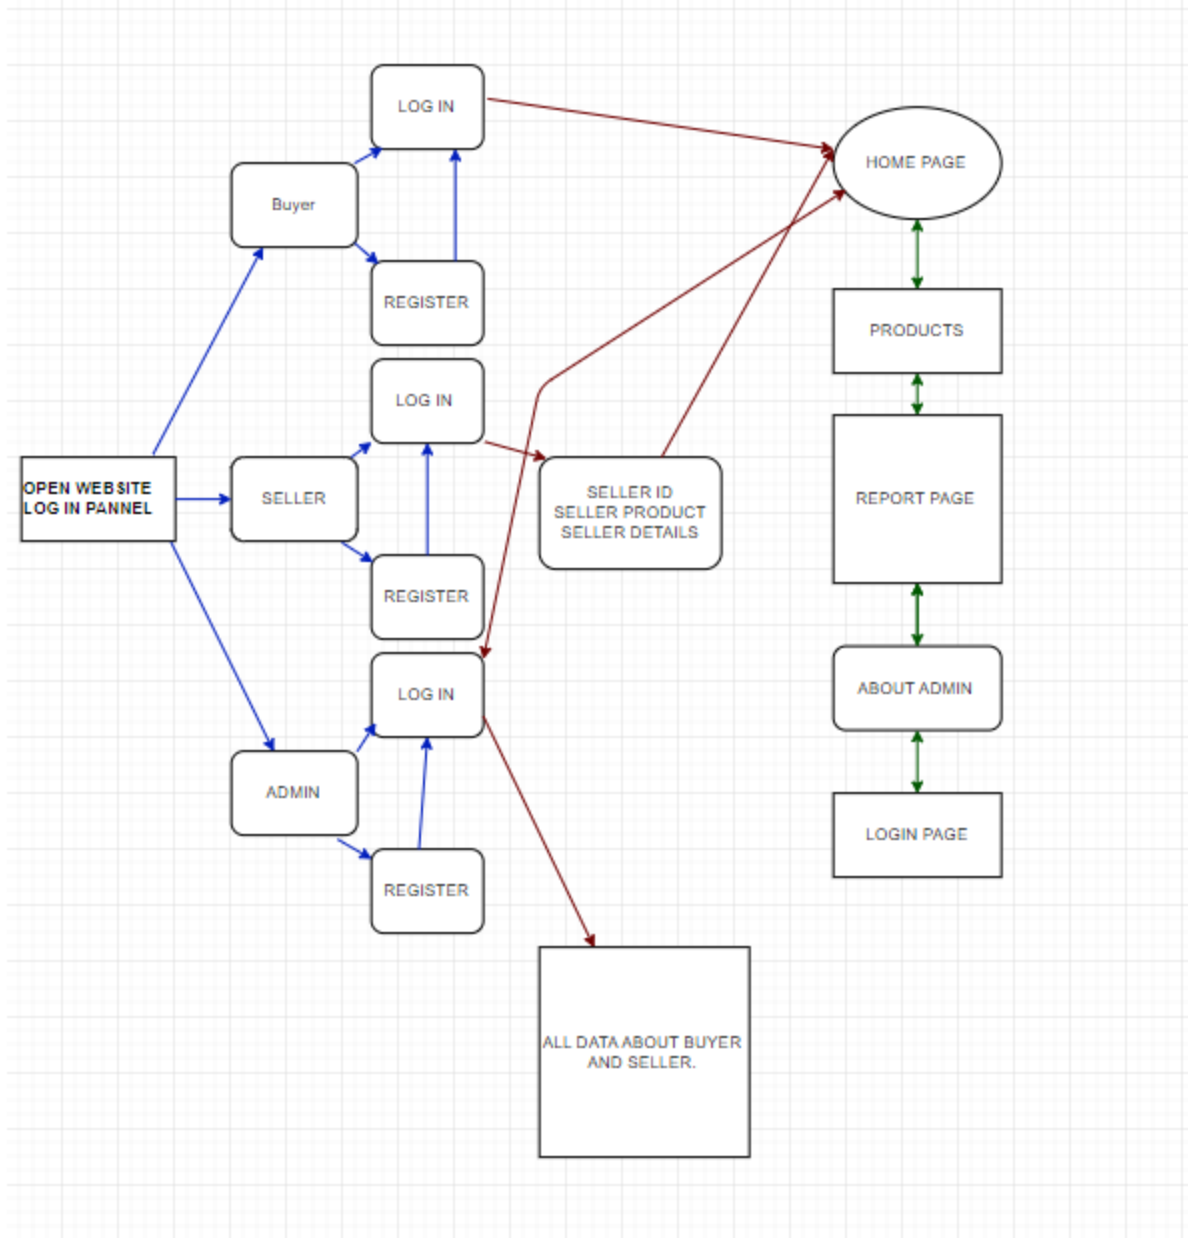 LOG IN
HOME PAGE
Buyer
REGISTER
PRODUCTS
LOG IN
OPEN WEBSITE
LOG IN PANNEL
SELLER
SELLER ID
SELLER PRODUCT
SELLER DETAILS
REPORT PAGE
REGISTER
LOG IN
ABOUT ADMIN
ADMIN
LOGIN PAGE
REGISTER
ALL DATA ABOUT BUYER
AND SELLER.